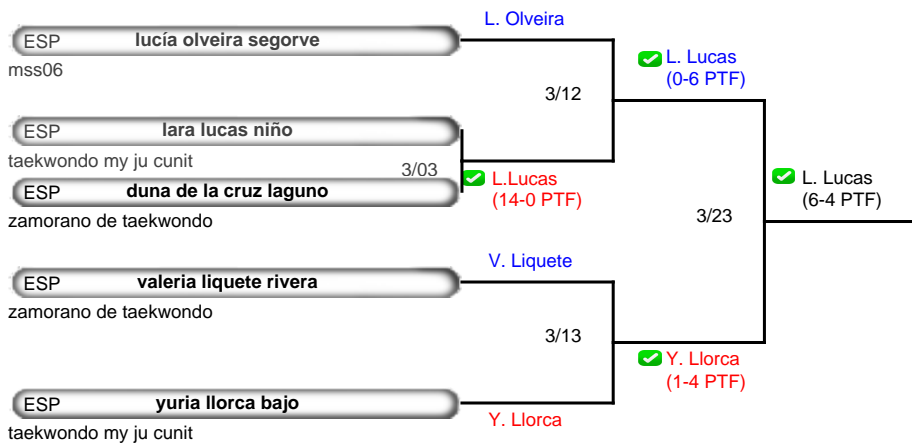 L. Olveira
ESP lucía olveira segorve
mss06
3/12
L. Lucas
(0-6 PTF)
ESP lara lucas niño
taekwondo my ju cunit
3/03
L.Lucas
(14-0 PTF)
ESP duna de la cruz laguno
zamorano de taekwondo
3/23
L. Lucas
(6-4 PTF)
V. Liquete
ESP valeria liquete rivera
zamorano de taekwondo
3/13
Y. Llorca
(1-4 PTF)
ESP yuria llorca bajo
Y. Llorca
taekwondo my ju cunit